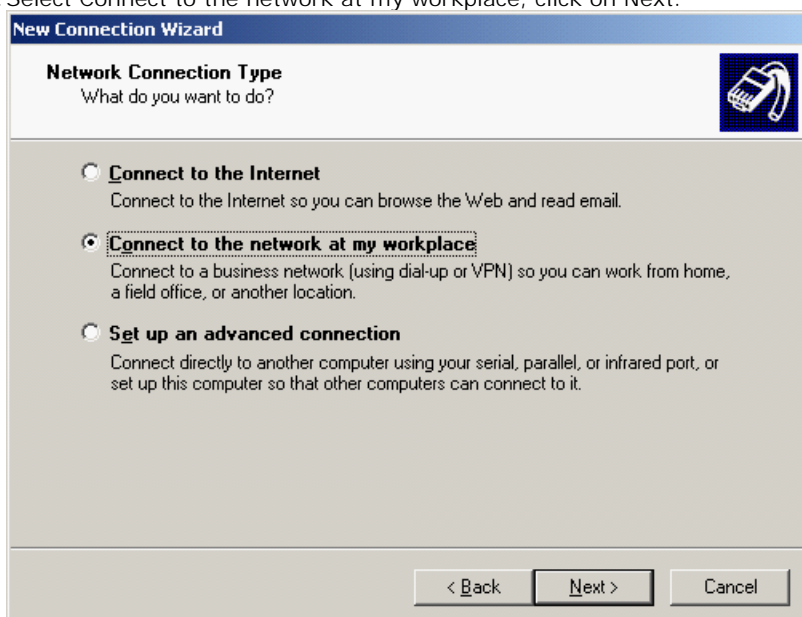 Select Connect to the network at my workplace, click on Next.
New Connection Wizard
Network Connection Type
What do you want to do?
Connect to the Internet
Connect to the Internet so you can browse the Web and read email.
Connect to the network at my workplace
Connect to a business network (using dial-up or VPN) so you can work from home,
a field office, or another location.
Set up an advanced connection
Connect directly to another computer using your serial, parallel, or infrared port, or
set up this computer so that other computers can connect to it.
< Back Next > Cancel